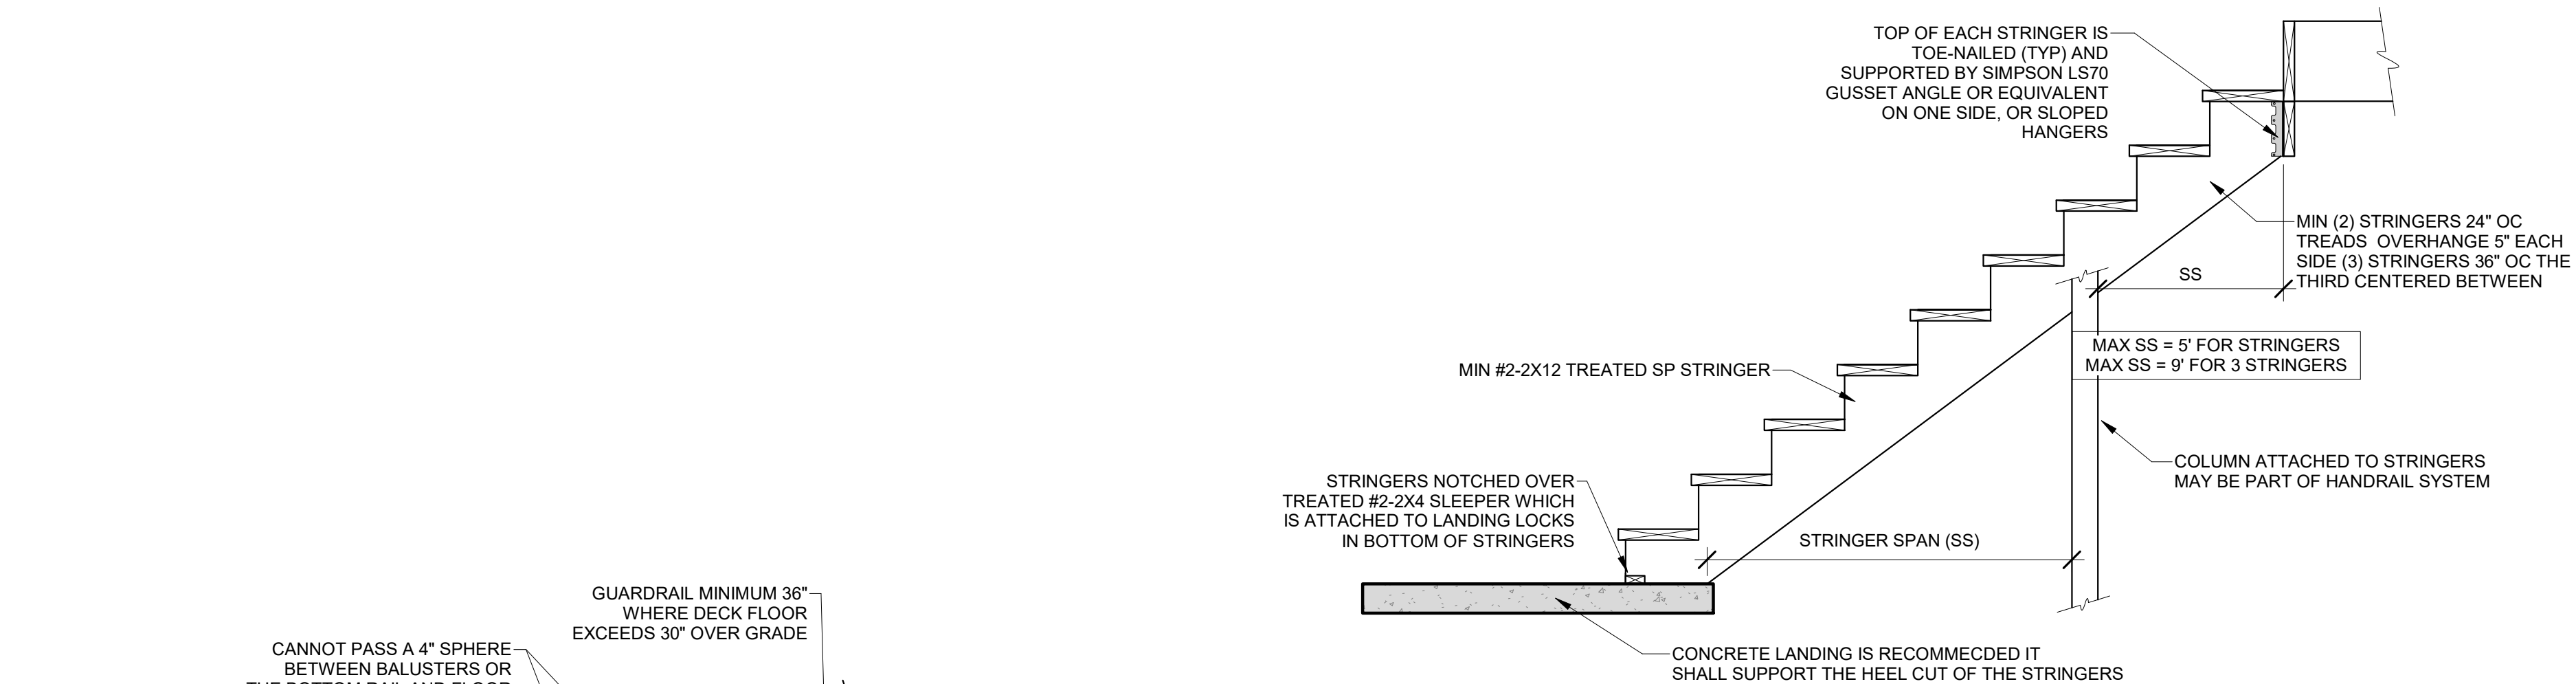 TOP OF EACH STRINGER IS
TOE-NAILED (TYP) AND
SUPPORTED BY SIMPSON LS70
GUSSET ANGLE OR EQUIVALENT
ON ONE SIDE, OR SLOPED
HANGERS
MIN (2) STRINGERS 24" OC
TREADS OVERHANGE 5" EACH
SIDE (3) STRINGERS 36" OC THE
THIRD CENTERED BETWEEN
SS
MAX SS = 5' FOR STRINGERS
MAX SS = 9' FOR 3 STRINGERS
MIN #2-2X12 TREATED SP STRINGER
COLUMN ATTACHED TO STRINGERS
MAY BE PART OF HANDRAIL SYSTEM
STRINGERS NOTCHED OVER
TREATED #2-2X4 SLEEPER WHICH
IS ATTACHED TO LANDING LOCKS
IN BOTTOM OF STRINGERS
STRINGER SPAN (SS)
GUARDRAIL MINIMUM 36"
WHERE DECK FLOOR
EXCEEDS 30" OVER GRADE
CANNOT PASS A 4" SPHERE
BETWEEN BALUSTERS OR
THE BOTTOM RAIL AND FLOOR
CONCRETE LANDING IS RECOMMECDED IT
SHALL SUPPORT THE HEEL CUT OF THE STRINGERS